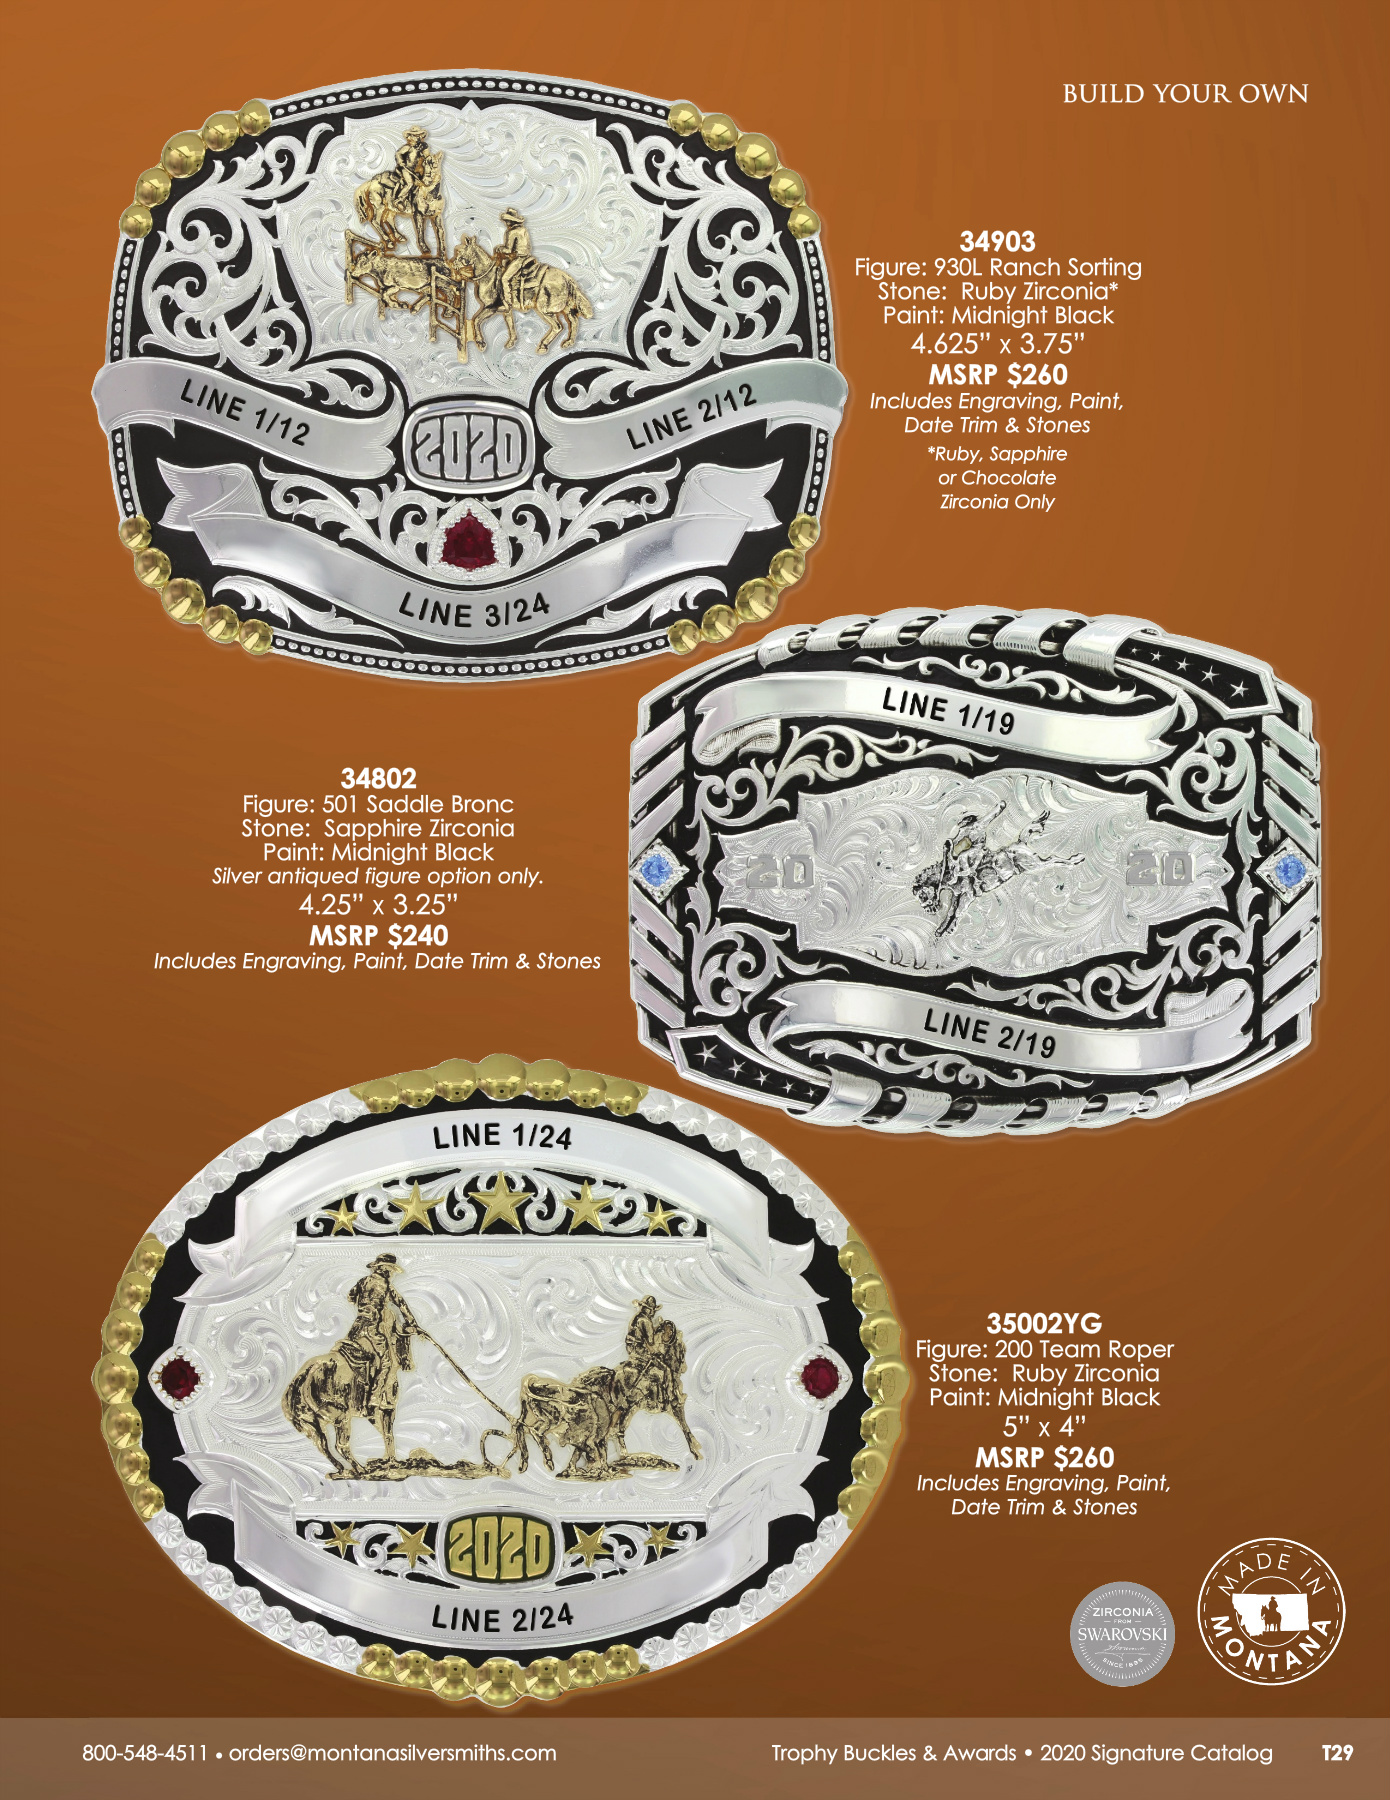 BUILD YOUR OWN
LINE 1/12
2020
LINE 2/12
LINE 3/24
34903
Figure: 930L Ranch Sorting
Stone: Ruby Zirconia*
Paint: Midnight Black
4.625” x 3.75”
MSRP $260
Includes Engraving, Paint,
Date Trim & Stones
*Ruby, Sapphire
or Chocolate
Zirconia Only
LINE 1/19
20
20
LINE 2/19
34802
Figure: 501 Saddle Bronc
Stone: Sapphire Zirconia
Paint: Midnight Black
Silver antiqued figure option only.
4.25” x 3.25”
MSRP $240
Includes Engraving, Paint, Date Trim & Stones
LINE 1/24
2020
LINE 2/24
35002YG
Figure: 200 Team Roper
Stone: Ruby Zirconia
Paint: Midnight Black
5” x 4”
MSRP $260
Includes Engraving, Paint,
Date Trim & Stones
ZIRCONIA
FROM
SWAROVSKI
SINCE 1895
MADE IN
MONTANA
800-548-4511 • orders@montanasilversmiths.com
Trophy Buckles & Awards • 2020 Signature Catalog T29